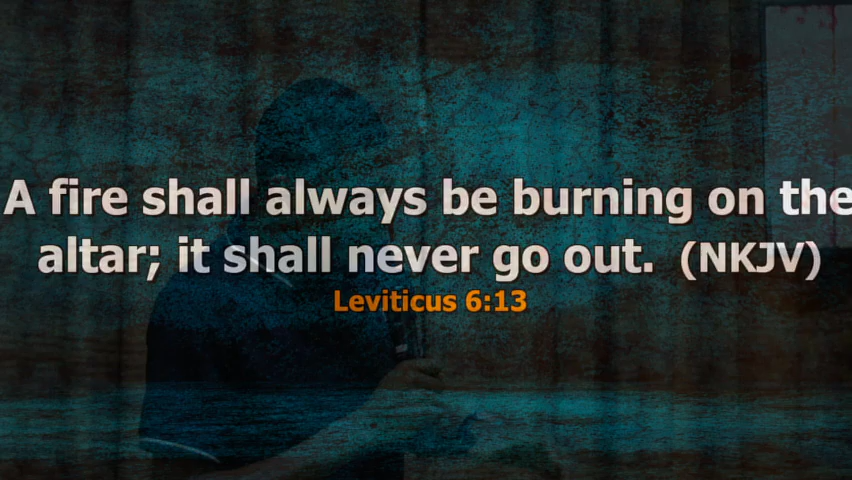 A fire shall always be burning on the
altar; it shall never go out. (NKJV)
Leviticus 6:13